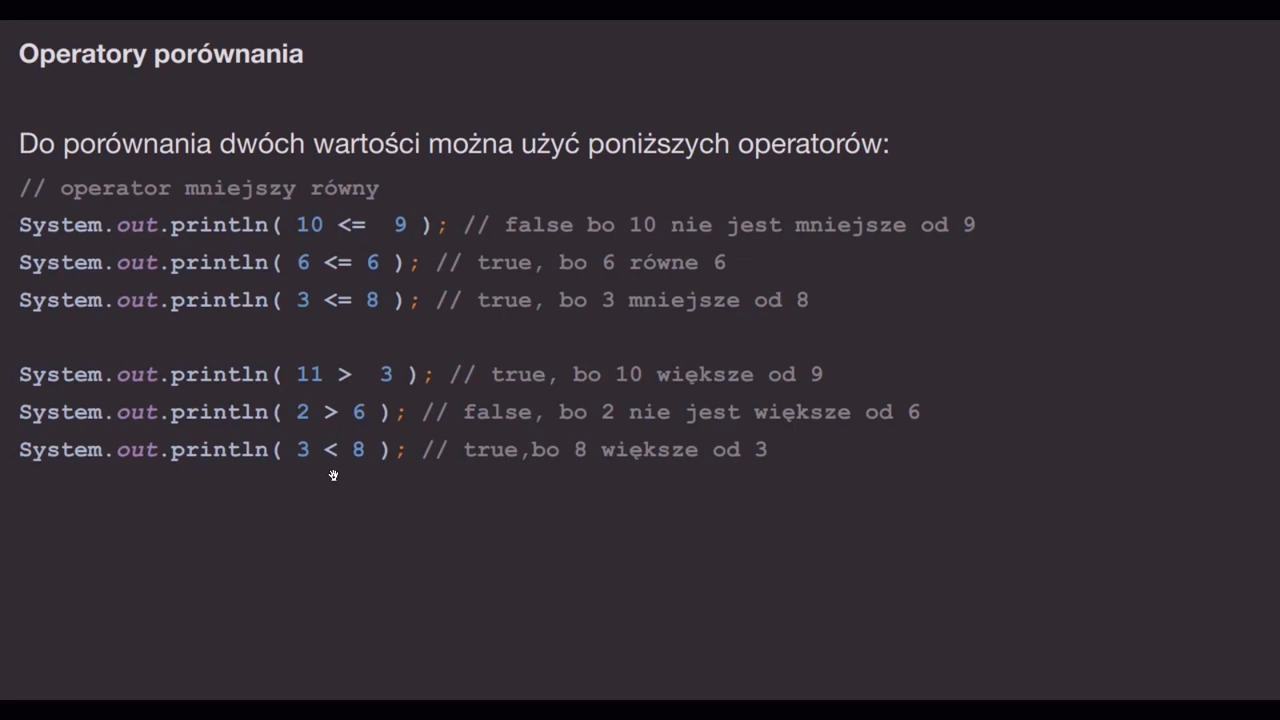 Operatory porównania
Do porównania dwóch wartości można użyć poniższych operatorów:
// operator mniejszy równy
System.out.println( 10 <=  9 ); // false bo 10 nie jest mniejsze od 9
System.out.println( 6 <= 6 ); // true, bo 6 równe 6
System.out.println( 3 <= 8 ); // true, bo 3 mniejsze od 8
System.out.println( 11 >  3 ); // true, bo 10 większe od 9
System.out.println( 2 > 6 ); // false, bo 2 nie jest większe od 6
System.out.println( 3 < 8 ); // true,bo 8 większe od 3